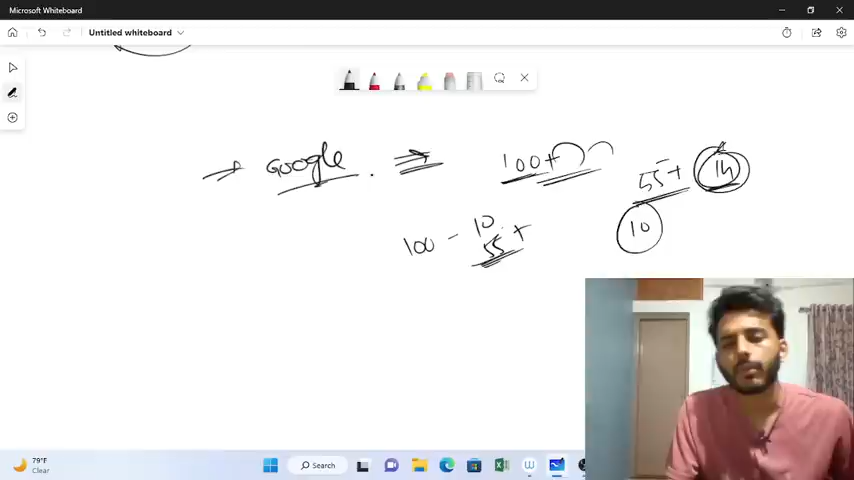 Microsoft Whiteboard
Untitled whiteboard
→ Google. ⇒ 100+
55+ 14
100 - 10 10
55+
79°F
Clear
Search